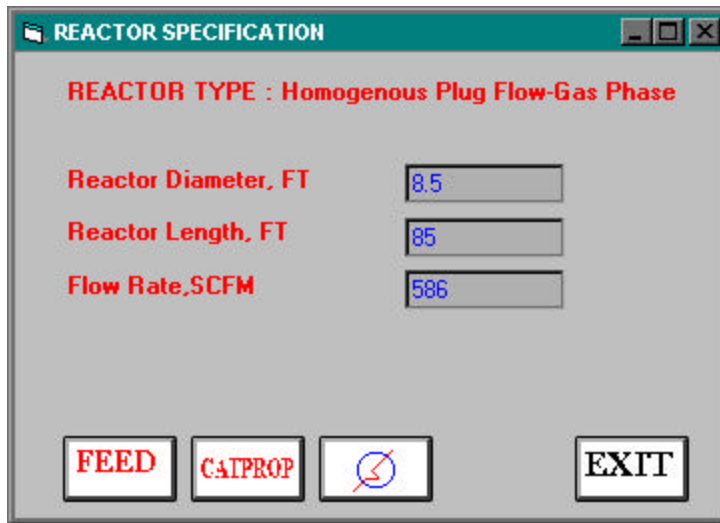 REACTOR SPECIFICATION
REACTOR TYPE : Homogenous Plug Flow-Gas Phase
Reactor Diameter, FT 8.5
Reactor Length, FT 85
Flow Rate,SCFM 586
FEED CATPROP EXIT